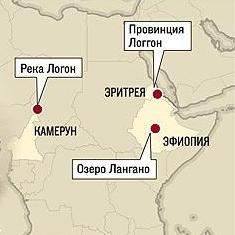 Провинция
Логгон
Река Логон
ЭРИТРЕЯ
КАМЕРУН
ЭФИОПИЯ
Озеро Лангано